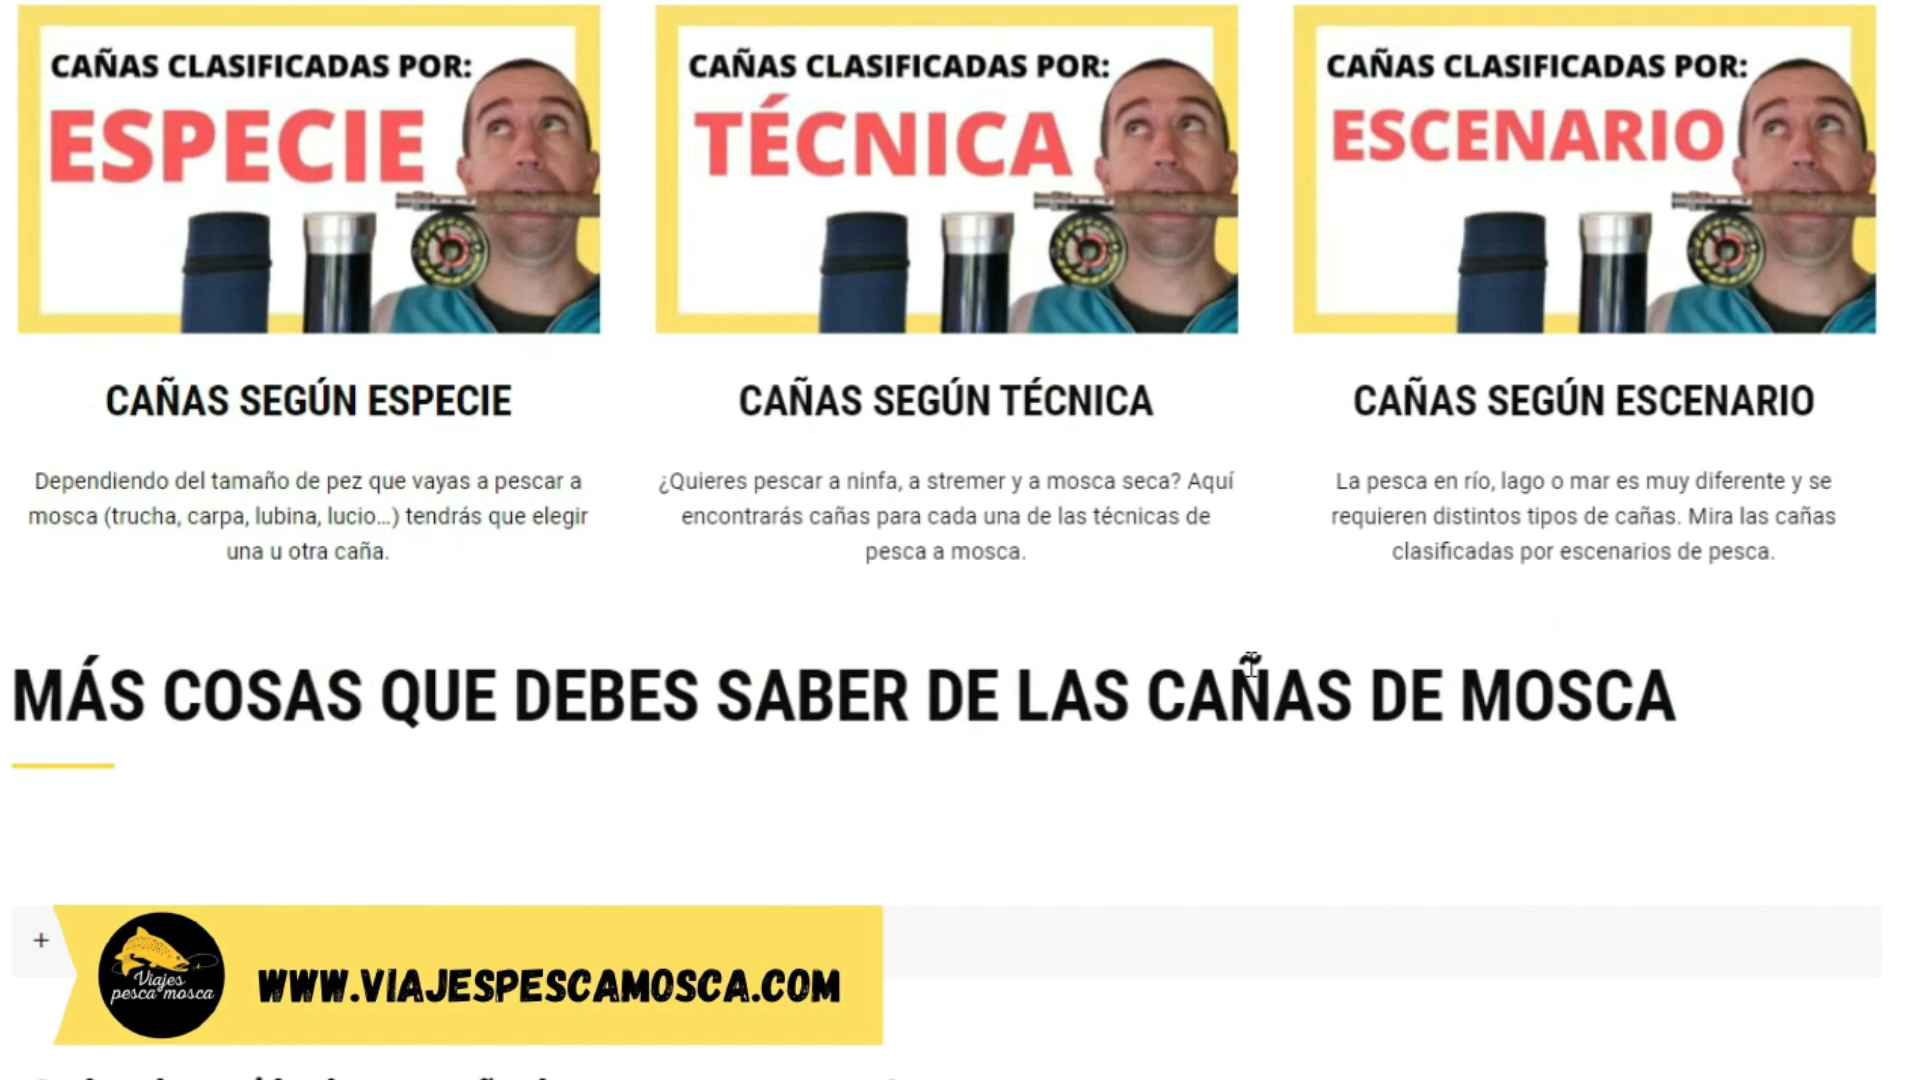 CAÑAS CLASIFICADAS POR:
ESPECIE
CAÑAS CLASIFICADAS POR:
TÉCNICA
CAÑAS CLASIFICADAS POR:
ESCENARIO
CAÑAS SEGÚN ESPECIE
Dependiendo del tamaño de pez que vayas a pescar a
mosca (trucha, carpa, lubina, lucio...) tendrás que elegir
una u otra caña.
CAÑAS SEGÚN TÉCNICA
¿Quieres pescar a ninfa, a stremer y a mosca seca? Aquí
encontrarás cañas para cada una de las técnicas de
pesca a mosca.
CAÑAS SEGÚN ESCENARIO
La pesca en río, lago o mar es muy diferente y se
requieren distintos tipos de cañas. Mira las cañas
clasificadas por escenarios de pesca.
MÁS COSAS QUE DEBES SABER DE LAS CAÑAS DE MOSCA
+
Viajes
pesca mosca
WWW.VIAJESPESCAMOSCA.COM